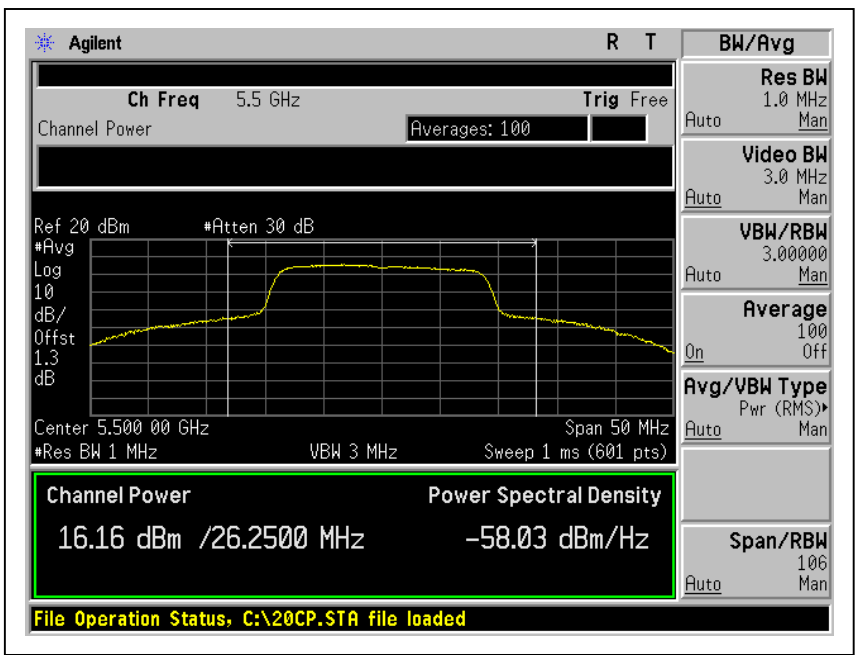 Agilent R T
Ch Freq 5.5 GHz Trig Free
Channel Power Averages: 100
Ref 20 dBm #Atten 30 dB
#Avg
Log
10
dB/
Offst
1.3
dB
Center 5.500 00 GHz Span 50 MHz
#Res BW 1 MHz VBW 3 MHz Sweep 1 ms (601 pts)
Channel Power Power Spectral Density
16.16 dBm /26.2500 MHz -58.03 dBm/Hz
File Operation Status, C:\20CP.STA file loaded
BW/Avg
Res BW
1.0 MHz
Auto Man
Video BW
3.0 MHz
Auto Man
VBW/RBW
3.00000
Auto Man
Average
100
On Off
Avg/VBW Type
Pwr (RMS)▸
Auto Man
Span/RBW
106
Auto Man